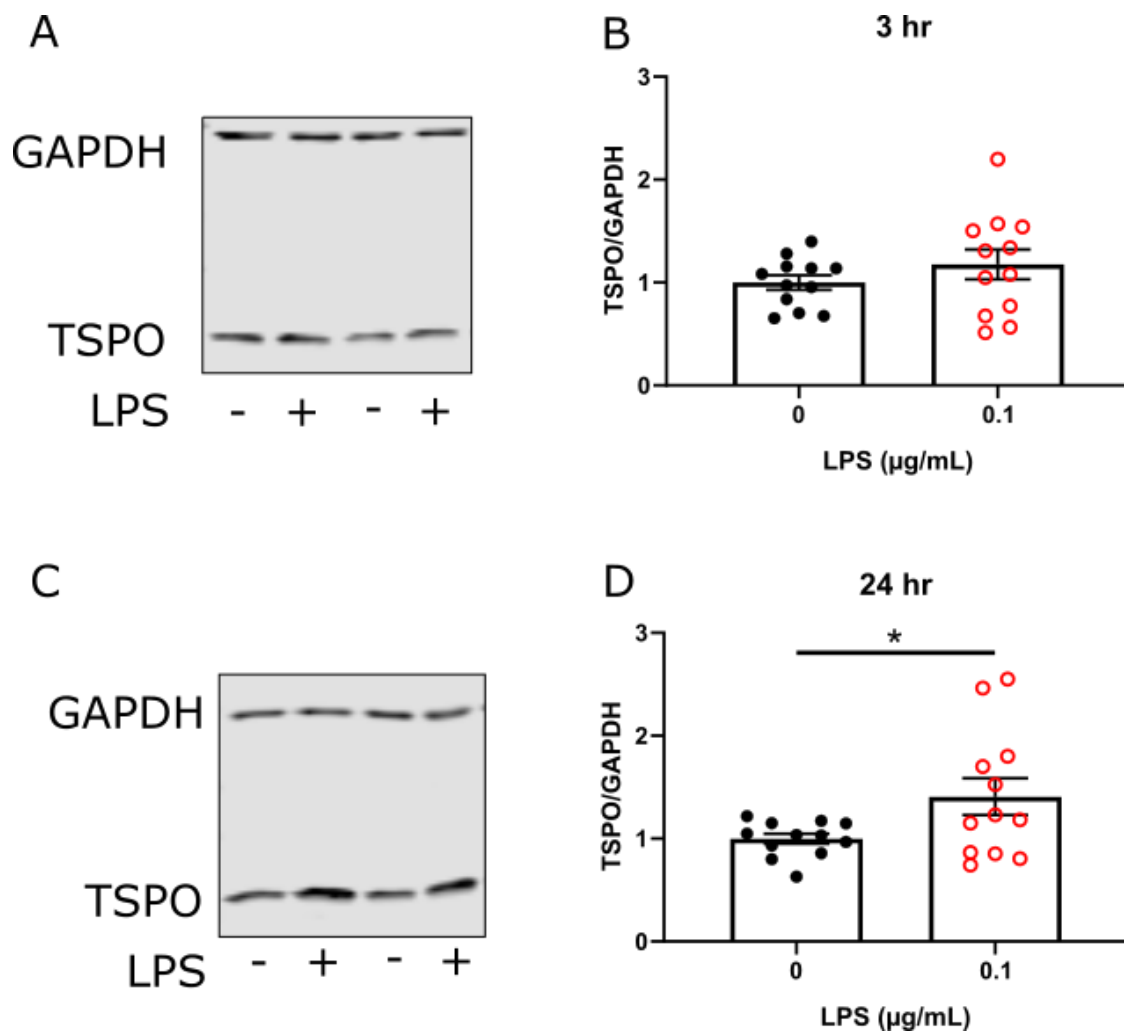 A
GAPDH
TSPO
LPS - + - +
B
3 hr
3
2
1
0
TSPO/GAPDH
0 0.1
LPS (µg/mL)
C
GAPDH
TSPO
LPS - + - +
D
24 hr
*
3
2
1
0
TSPO/GAPDH
0 0.1
LPS (µg/mL)